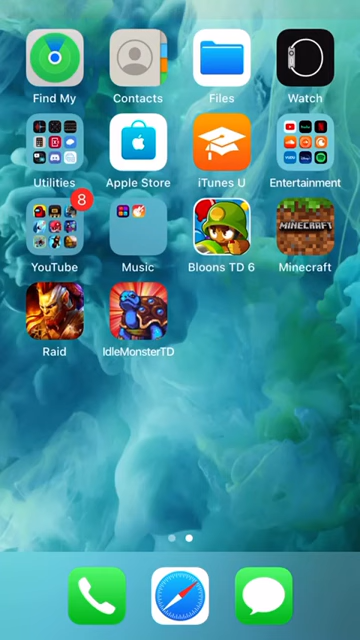 Find My
Contacts
Files
Watch
Utilities
Apple Store
iTunes U
Entertainment
8
YouTube
Music
Bloons TD 6
MINECRAFT
Minecraft
Raid
IdleMonsterTD